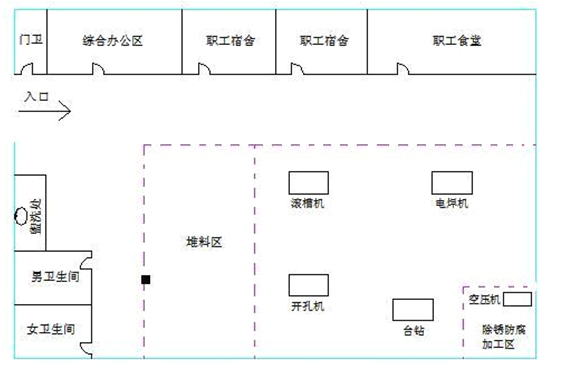 门卫
综合办公区
职工宿舍
职工宿舍
职工食堂
入口
盥洗处
滚槽机
电焊机
堆料区
男卫生间
开孔机
空压机
女卫生间
台钻
除锈防腐
加工区